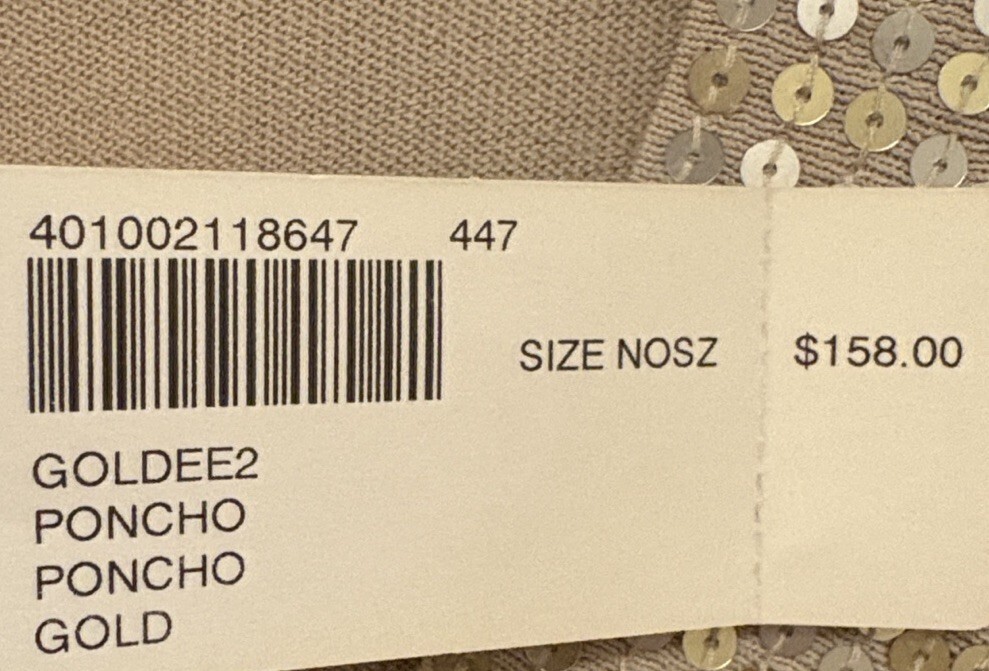 401002118647 447
SIZE NOSZ $158.00
GOLDEE2
PONCHO
PONCHO
GOLD